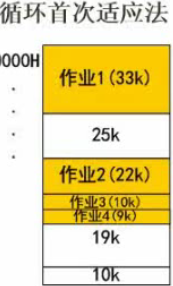 循环首次适应法
0000H
作业1(33k)
25k
作业2(22k)
作业3(10k)
作业4(9k)
19k
10k